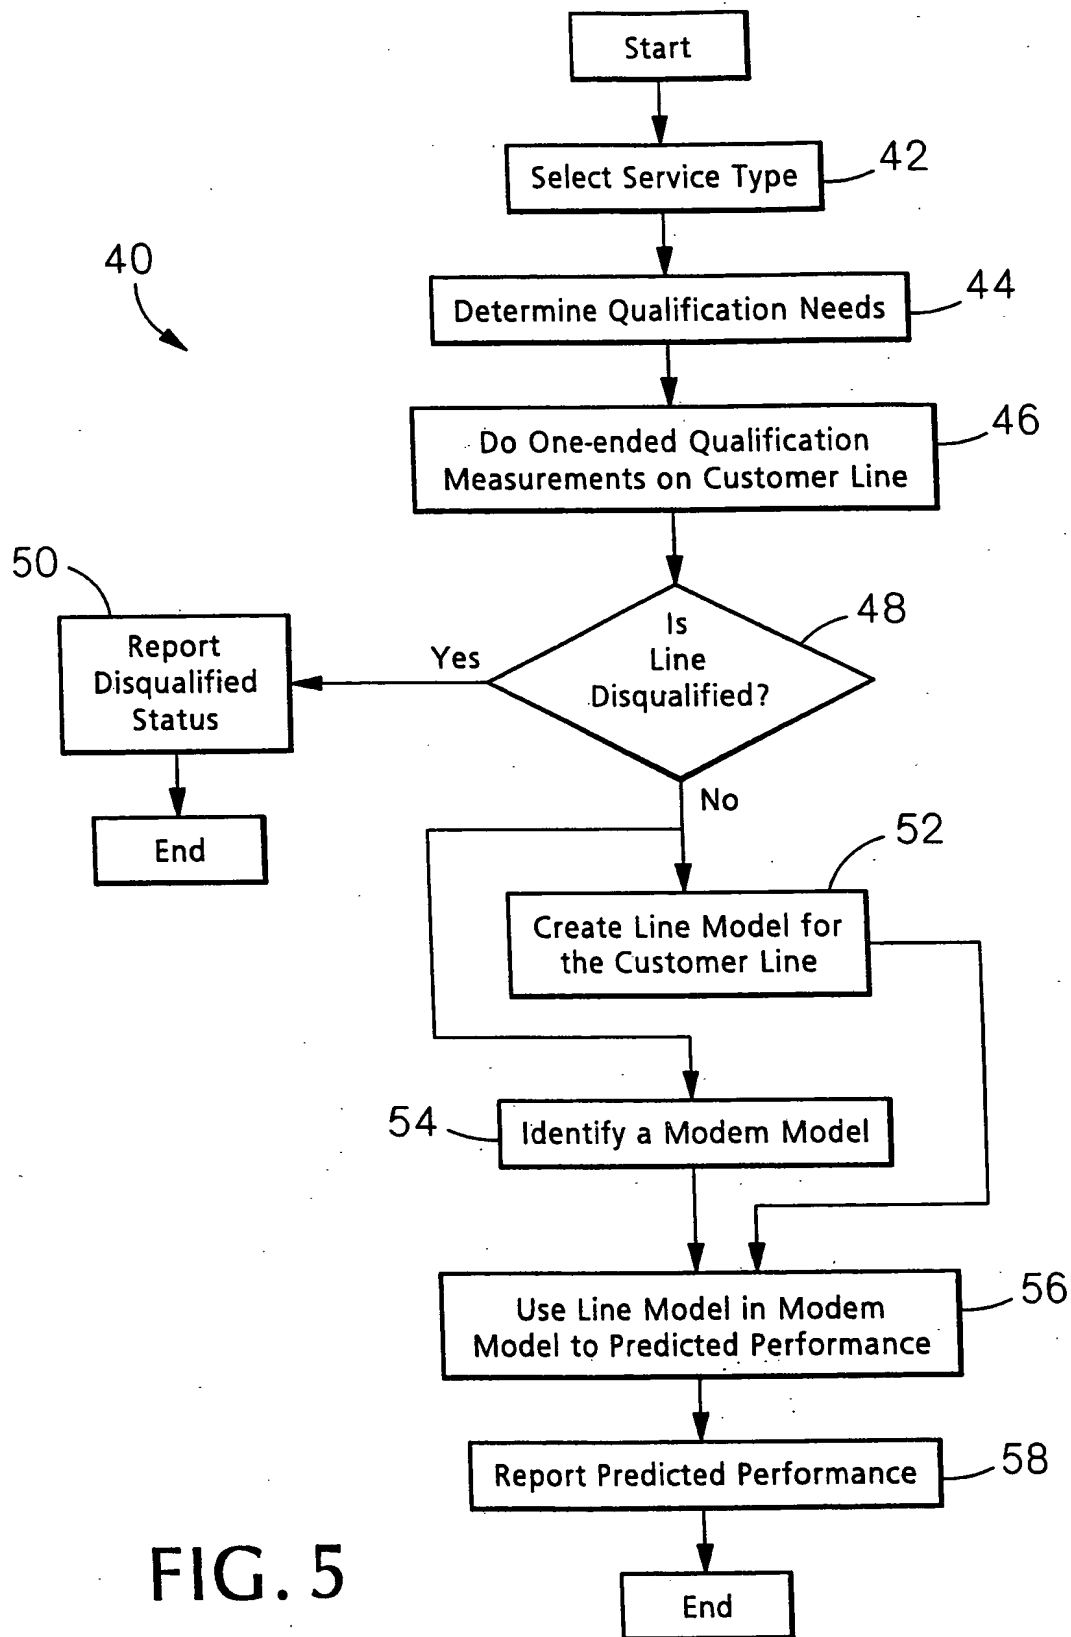 Start
Select Service Type
42
40
Determine Qualification Needs
44
Do One-ended Qualification
Measurements on Customer Line
46
50
Report
Disqualified
Status
Yes
Is
Line
Disqualified?
48
No
End
52
Create Line Model for
the Customer Line
54
Identify a Modem Model
Use Line Model in Modem
Model to Predicted Performance
56
Report Predicted Performance
58
End
FIG. 5